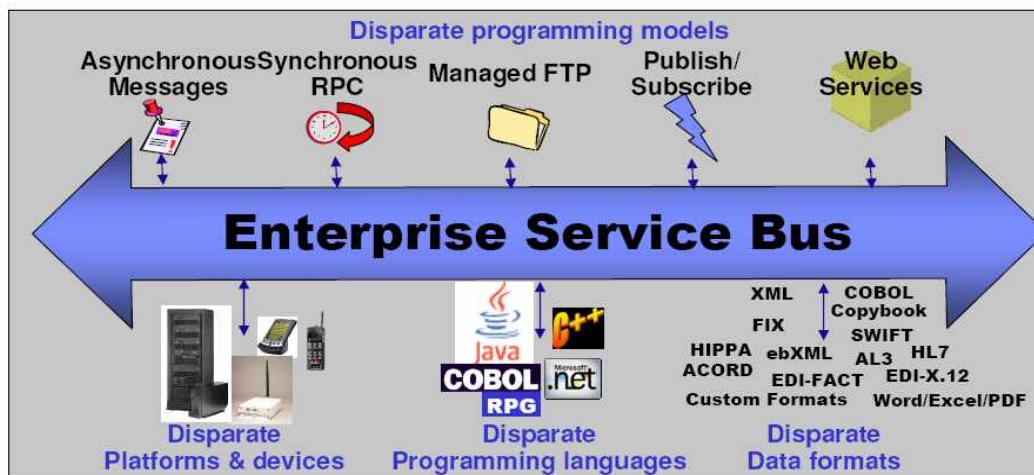 Disparate programming models
Asynchronous
Messages
Synchronous
RPC
Managed FTP
Publish/
Subscribe
Web
Services
Enterprise Service Bus
Java
C++
COBOL
Microsoft
.net
RPG
XML
COBOL
Copybook
FIX
SWIFT
HIPPA
ebXML
AL3
HL7
ACORD
EDI-FACT
EDI-X.12
Custom Formats
Word/Excel/PDF
Disparate
Platforms & devices
Disparate
Programming languages
Disparate
Data formats